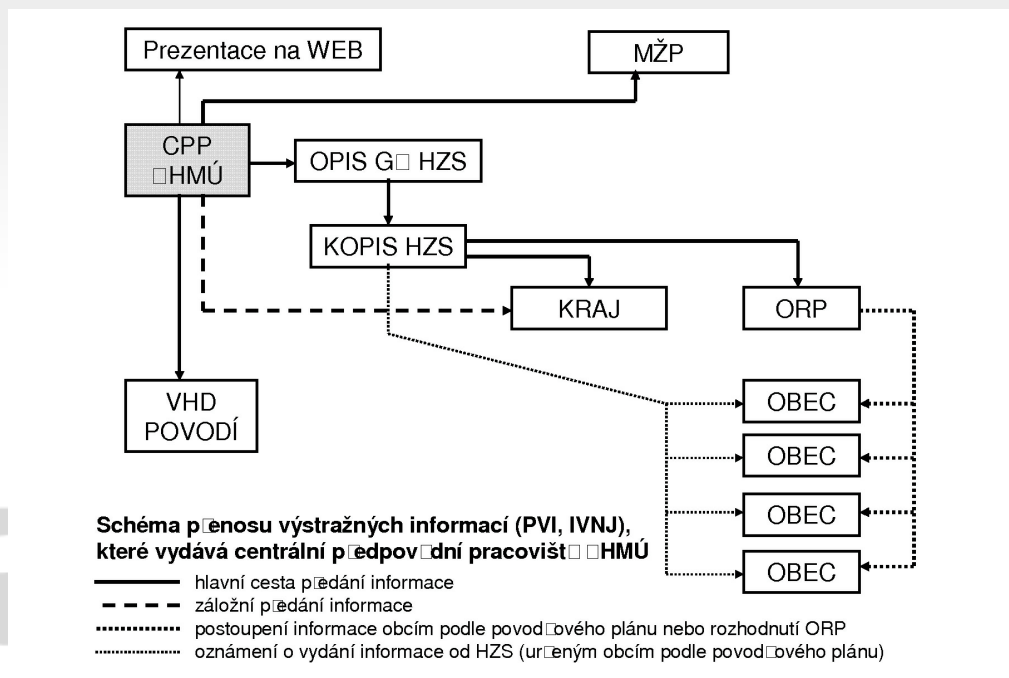 Prezentace na WEB
MŽP
CPP
□HMÚ
OPIS G□ HZS
KOPIS HZS
KRAJ
ORP
VHD
POVODÍ
OBEC
OBEC
OBEC
OBEC
Schéma p□enosu výstražných informací (PVI, IVNJ),
které vydává centrální p□edpov□dní pracovišt□ □HMÚ
hlavní cesta p□edání informace
záložní p□edání informace
postoupení informace obcím podle povod□ového plánu nebo rozhodnutí ORP
oznámení o vydání informace od HZS (ur□eným obcím podle povod□ového plánu)